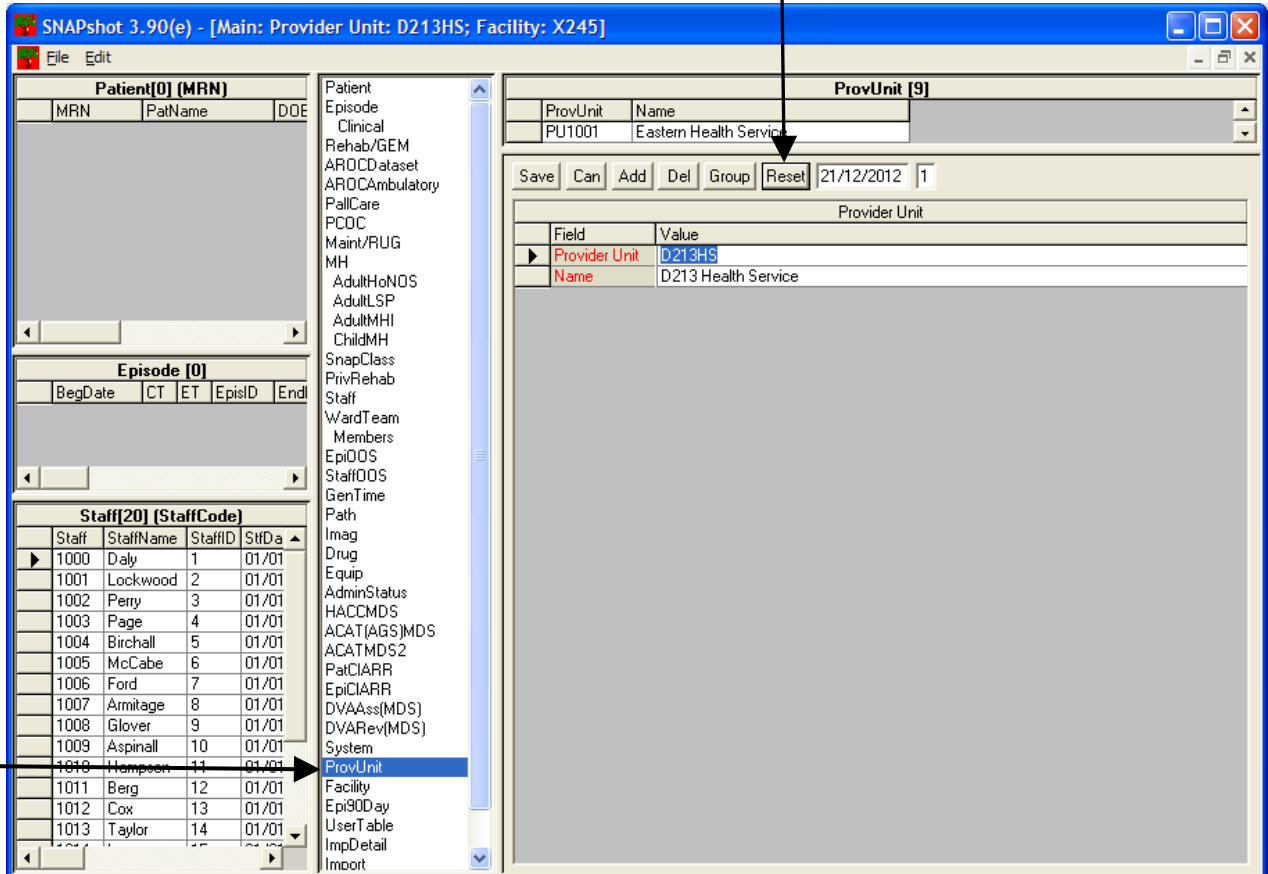 SNAPshot 3.90(e) - [Main: Provider Unit: D213HS; Facility: X245]
File Edit
Patient[0] (MRN)
MRN PatName DOE
Episode [0]
BegDate CT ET EpisID Endl
Staff[20] (StaffCode)
Staff StaffName StaffID StfDa
1000 Daly 1 01/01
1001 Lockwood 2 01/01
1002 Perry 3 01/01
1003 Page 4 01/01
1004 Birchall 5 01/01
1005 McCabe 6 01/01
1006 Ford 7 01/01
1007 Armitage 8 01/01
1008 Glover 9 01/01
1009 Aspinall 10 01/01
1010 Hampson 11 01/01
1011 Berg 12 01/01
1012 Cox 13 01/01
1013 Taylor 14 01/01
Patient
Episode
Clinical
Rehab/GEM
AROCDataset
AROCAmbulatory
PallCare
PCOC
Maint/RUG
MH
AdultHoNOS
AdultLSP
AdultMHI
ChildMH
SnapClass
PrivRehab
Staff
WardTeam
Members
EpiOOS
StaffOOS
GenTime
Path
Imag
Drug
Equip
AdminStatus
HACCMDS
ACAT(AGS)MDS
ACATMDS2
PatCIARR
EpiCIARR
DVAAss(MDS)
DVARev(MDS)
System
ProvUnit
Facility
Epi90Day
UserTable
ImpDetail
Import
ProvUnit [9]
ProvUnit Name
PU1001 Eastern Health Service
Save Can Add Del Group Reset 21/12/2012 1
Provider Unit
Field Value
Provider Unit D213HS
Name D213 Health Service